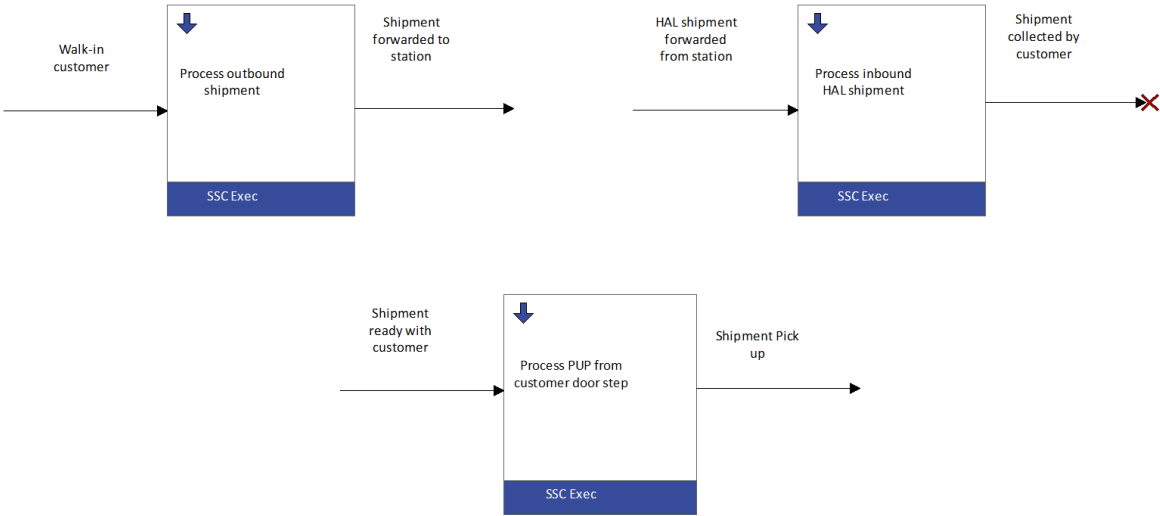 Walk-in
customer
Process outbound
shipment
SSC Exec
Shipment
forwarded to
station
HAL shipment
forwarded
from station
Process inbound
HAL shipment
SSC Exec
Shipment
collected by
customer
Shipment
ready with
customer
Process PUP from
customer door step
SSC Exec
Shipment Pick
up